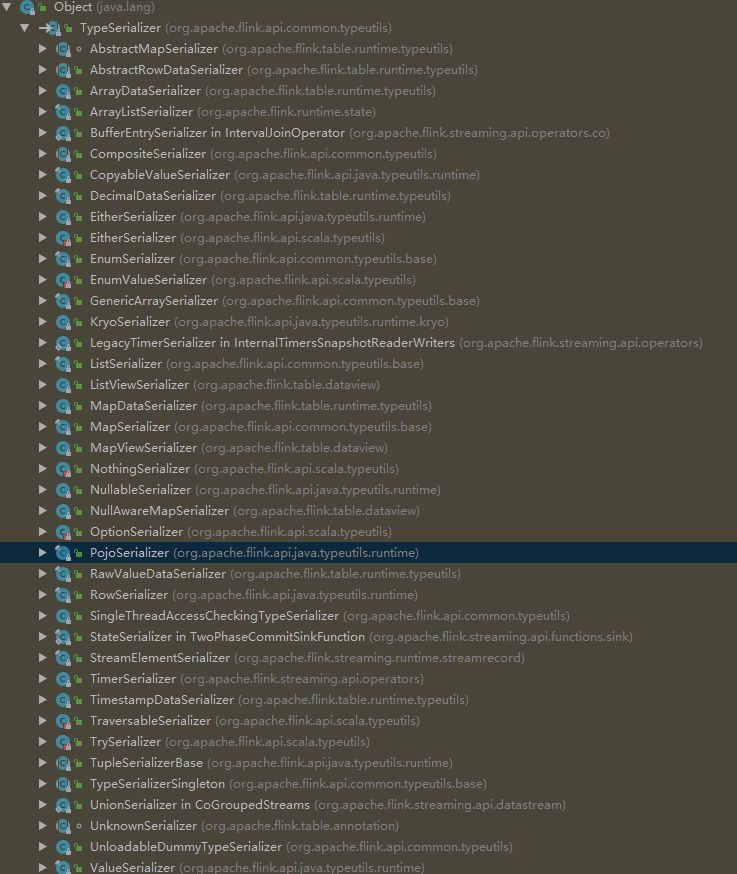 Object (java.lang)
TypeSerializer (org.apache.flink.api.common.typeutils)
AbstractMapSerializer (org.apache.flink.table.runtime.typeutils)
AbstractRowDataSerializer (org.apache.flink.table.runtime.typeutils)
ArrayDataSerializer (org.apache.flink.table.runtime.typeutils)
ArrayListSerializer (org.apache.flink.runtime.state)
BufferEntrySerializer in IntervalJoinOperator (org.apache.flink.streaming.api.operators.co)
CompositeSerializer (org.apache.flink.api.common.typeutils)
CopyableValueSerializer (org.apache.flink.api.java.typeutils.runtime)
DecimalDataSerializer (org.apache.flink.table.runtime.typeutils)
EitherSerializer (org.apache.flink.api.java.typeutils.runtime)
EitherSerializer (org.apache.flink.api.scala.typeutils)
EnumSerializer (org.apache.flink.api.common.typeutils.base)
EnumValueSerializer (org.apache.flink.api.scala.typeutils)
GenericArraySerializer (org.apache.flink.api.common.typeutils.base)
KryoSerializer (org.apache.flink.api.java.typeutils.runtime.kryo)
LegacyTimerSerializer in InternalTimersSnapshotReaderWriters (org.apache.flink.streaming.api.operators)
ListSerializer (org.apache.flink.api.common.typeutils.base)
ListViewSerializer (org.apache.flink.table.dataview)
MapDataSerializer (org.apache.flink.table.runtime.typeutils)
MapSerializer (org.apache.flink.api.common.typeutils.base)
MapViewSerializer (org.apache.flink.table.dataview)
NothingSerializer (org.apache.flink.api.scala.typeutils)
NullableSerializer (org.apache.flink.api.java.typeutils.runtime)
NullAwareMapSerializer (org.apache.flink.table.dataview)
OptionSerializer (org.apache.flink.api.scala.typeutils)
PojoSerializer (org.apache.flink.api.java.typeutils.runtime)
RawValueDataSerializer (org.apache.flink.table.runtime.typeutils)
RowSerializer (org.apache.flink.api.java.typeutils.runtime)
SingleThreadAccessCheckingTypeSerializer (org.apache.flink.api.common.typeutils)
StateSerializer in TwoPhaseCommitSinkFunction (org.apache.flink.streaming.api.functions.sink)
StreamElementSerializer (org.apache.flink.streaming.runtime.streamrecord)
TimerSerializer (org.apache.flink.streaming.api.operators)
TimestampDataSerializer (org.apache.flink.table.runtime.typeutils)
TraversableSerializer (org.apache.flink.api.scala.typeutils)
TrySerializer (org.apache.flink.api.scala.typeutils)
TupleSerializerBase (org.apache.flink.api.java.typeutils.runtime)
TypeSerializerSingleton (org.apache.flink.api.common.typeutils.base)
UnionSerializer in CoGroupedStreams (org.apache.flink.streaming.api.datastream)
UnknownSerializer (org.apache.flink.table.annotation)
UnloadableDummyTypeSerializer (org.apache.flink.api.common.typeutils)
ValueSerializer (org.apache.flink.api.java.typeutils.runtime)